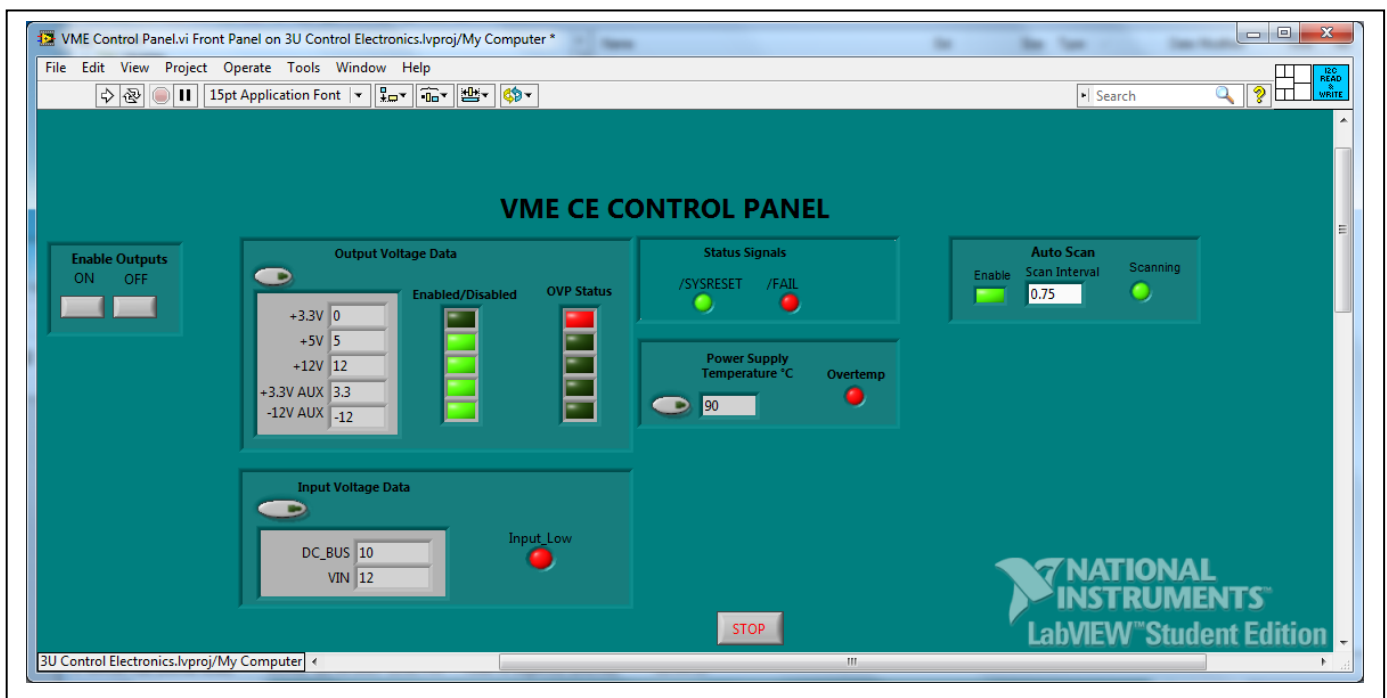 VME Control Panel.vi Front Panel on 3U Control Electronics.lvproj/My Computer *
File Edit View Project Operate Tools Window Help
15pt Application Font
Search
I2C
READ
&
WRITE
VME CE CONTROL PANEL
Enable Outputs
ON OFF
Output Voltage Data
Enabled/Disabled OVP Status
+3.3V 0
+5V 5
+12V 12
+3.3V AUX 3.3
-12V AUX -12
Status Signals
/SYSRESET /FAIL
Power Supply
Temperature °C
Overtemp
90
Auto Scan
Enable Scan Interval Scanning
0.75
Input Voltage Data
DC_BUS 10
VIN 12
Input_Low
STOP
NATIONAL
INSTRUMENTS™
LabVIEW™ Student Edition
3U Control Electronics.lvproj/My Computer